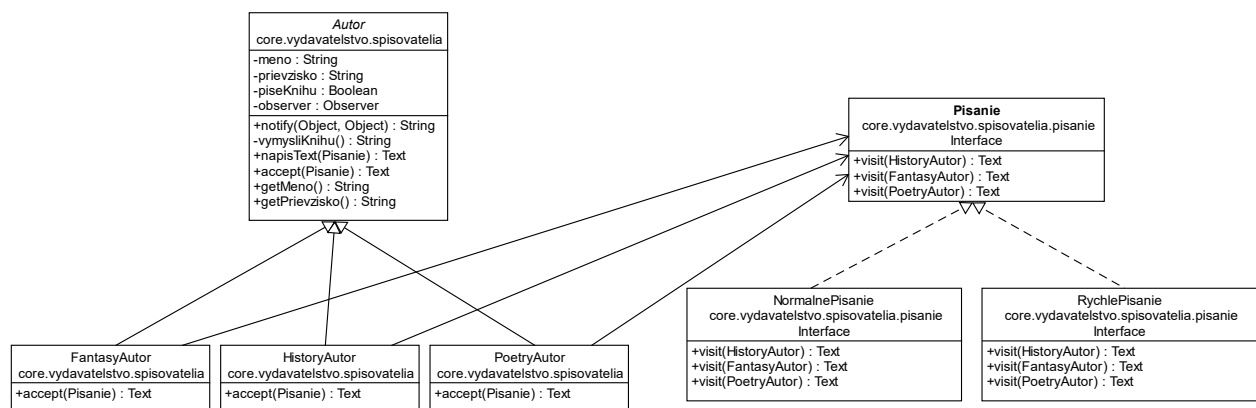 Autor
core.vydavatelstvo.spisovatelia
-meno : String
-prievzisko : String
-piseKnihu : Boolean
-observer : Observer
+notify(Object, Object) : String
-vymysliKnihu() : String
+napisText(Pisanie) : Text
+accept(Pisanie) : Text
+getMeno() : String
+getPrievzisko() : String
Pisanie
core.vydavatelstvo.spisovatelia.pisanie
Interface
+visit(HistoryAutor) : Text
+visit(FantasyAutor) : Text
+visit(PoetryAutor) : Text
NormalnePisanie
core.vydavatelstvo.spisovatelia.pisanie
Interface
+visit(HistoryAutor) : Text
+visit(FantasyAutor) : Text
+visit(PoetryAutor) : Text
RychlePisanie
core.vydavatelstvo.spisovatelia.pisanie
Interface
+visit(HistoryAutor) : Text
+visit(FantasyAutor) : Text
+visit(PoetryAutor) : Text
FantasyAutor
core.vydavatelstvo.spisovatelia
+accept(Pisanie) : Text
HistoryAutor
core.vydavatelstvo.spisovatelia
+accept(Pisanie) : Text
PoetryAutor
core.vydavatelstvo.spisovatelia
+accept(Pisanie) : Text